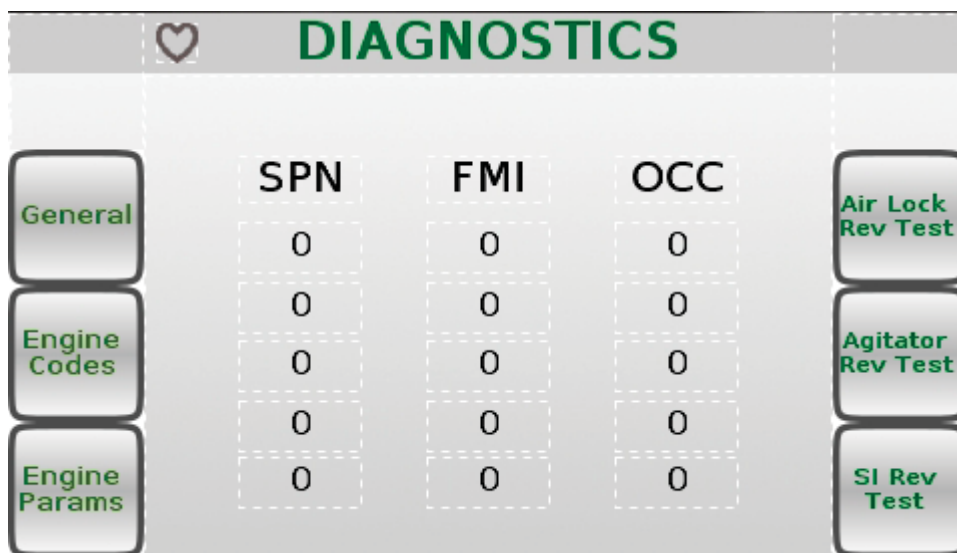 DIAGNOSTICS
SPN FMI OCC
0 0 0
0 0 0
0 0 0
0 0 0
0 0 0
General
Engine
Codes
Engine
Params
Air Lock
Rev Test
Agitator
Rev Test
SI Rev
Test